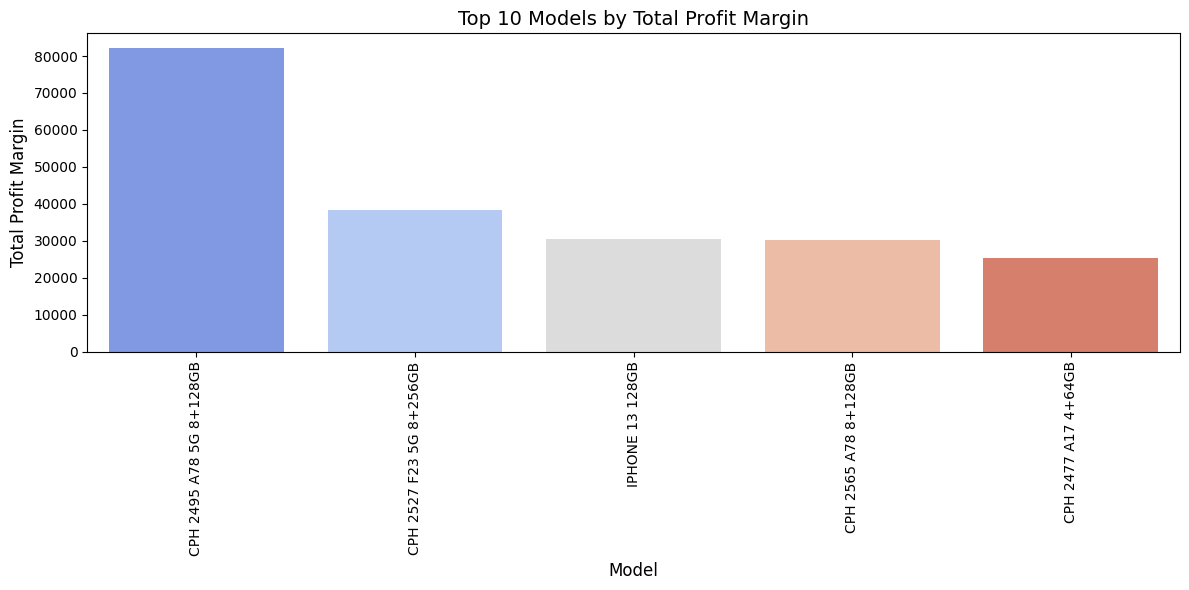 Top 10 Models by Total Profit Margin
Total Profit Margin
80000
70000
60000
50000
40000
30000
20000
10000
0
CPH 2495 A78 5G 8+128GB
CPH 2527 F23 5G 8+256GB
IPHONE 13 128GB
CPH 2565 A78 8+128GB
CPH 2477 A17 4+64GB
Model